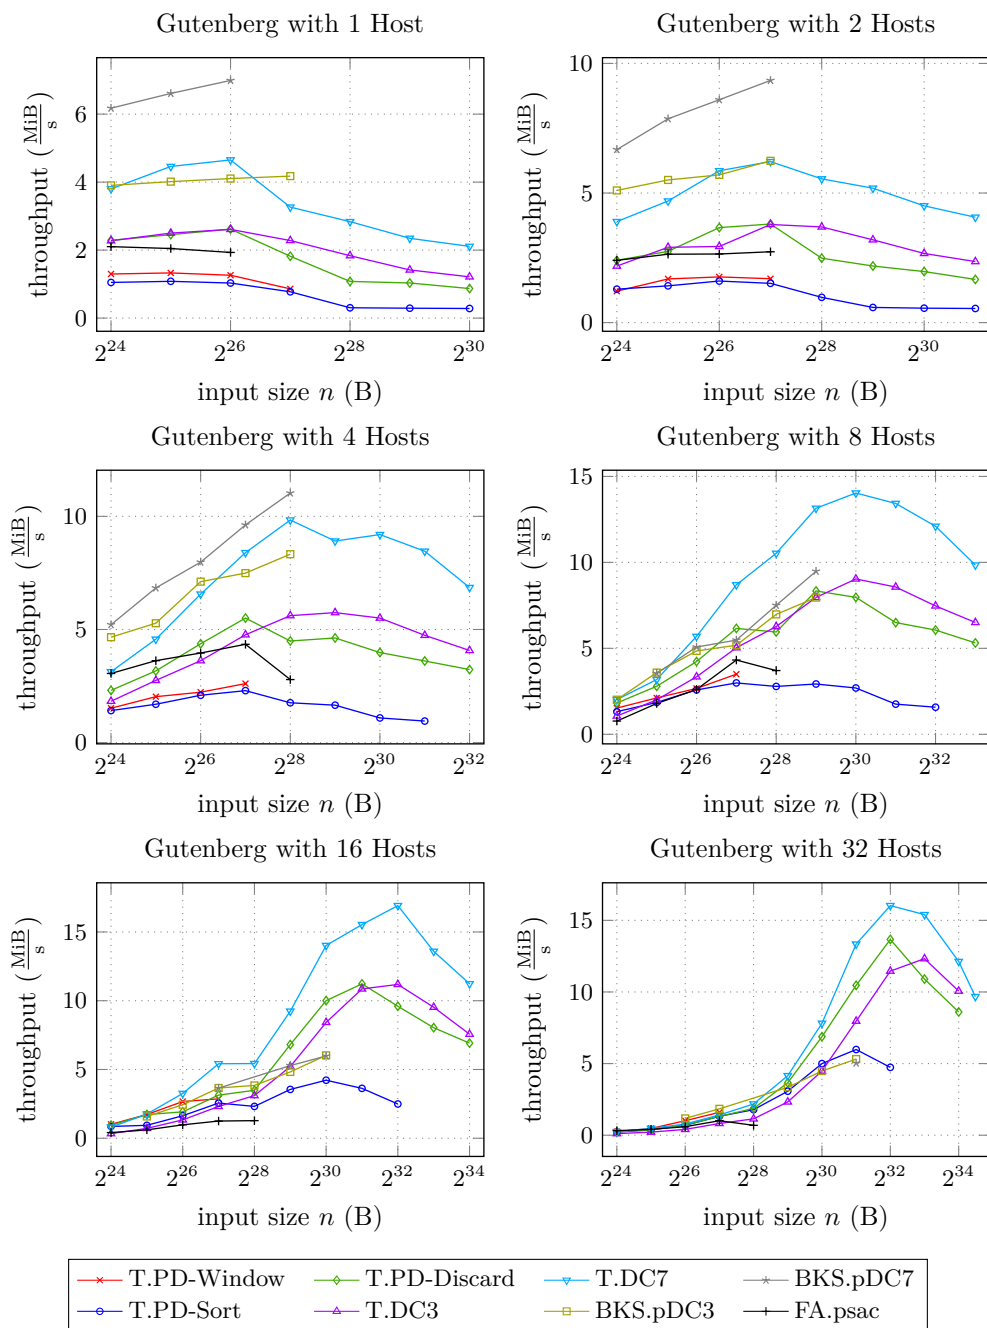 Gutenberg with 1 Host
Gutenberg with 2 Hosts
throughput (MiB/s)
6
4
2
0
2^24 2^26 2^28 2^30
input size n (B)
throughput (MiB/s)
10
5
0
2^24 2^26 2^28 2^30
input size n (B)
Gutenberg with 4 Hosts
Gutenberg with 8 Hosts
throughput (MiB/s)
10
5
0
2^24 2^26 2^28 2^30 2^32
input size n (B)
throughput (MiB/s)
15
10
5
0
2^24 2^26 2^28 2^30 2^32
input size n (B)
Gutenberg with 16 Hosts
Gutenberg with 32 Hosts
throughput (MiB/s)
15
10
5
0
2^24 2^26 2^28 2^30 2^32 2^34
input size n (B)
throughput (MiB/s)
15
10
5
0
2^24 2^26 2^28 2^30 2^32 2^34
input size n (B)
T.PD-Window T.PD-Discard T.DC7 BKS.pDC7
T.PD-Sort T.DC3 BKS.pDC3 FA.psac